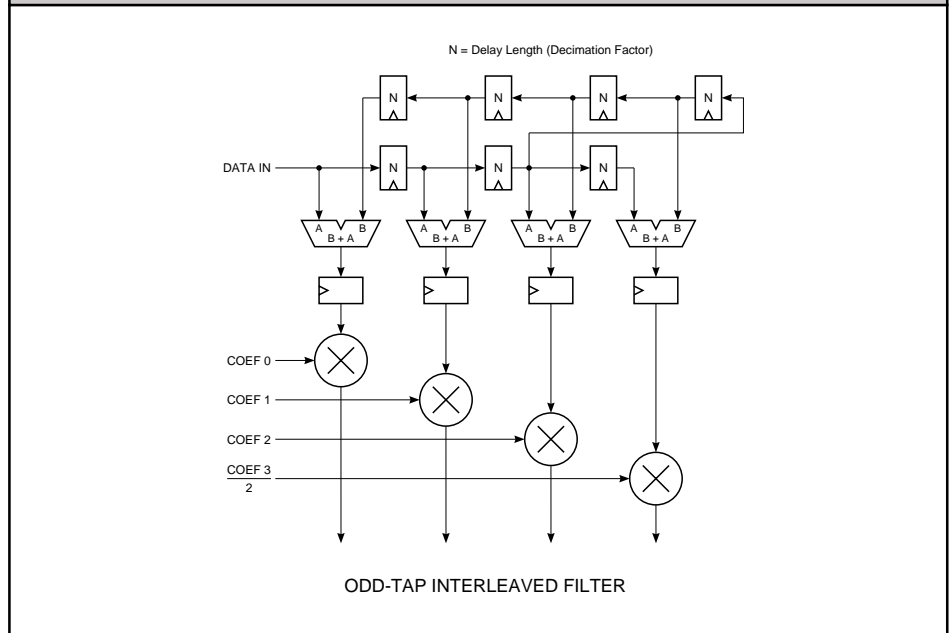 N = Delay Length (Decimation Factor)
N N N N
DATA IN N N N
A B A B A B A B
B + A B + A B + A B + A
COEF 0
COEF 1
COEF 2
COEF 3
2
ODD-TAP INTERLEAVED FILTER